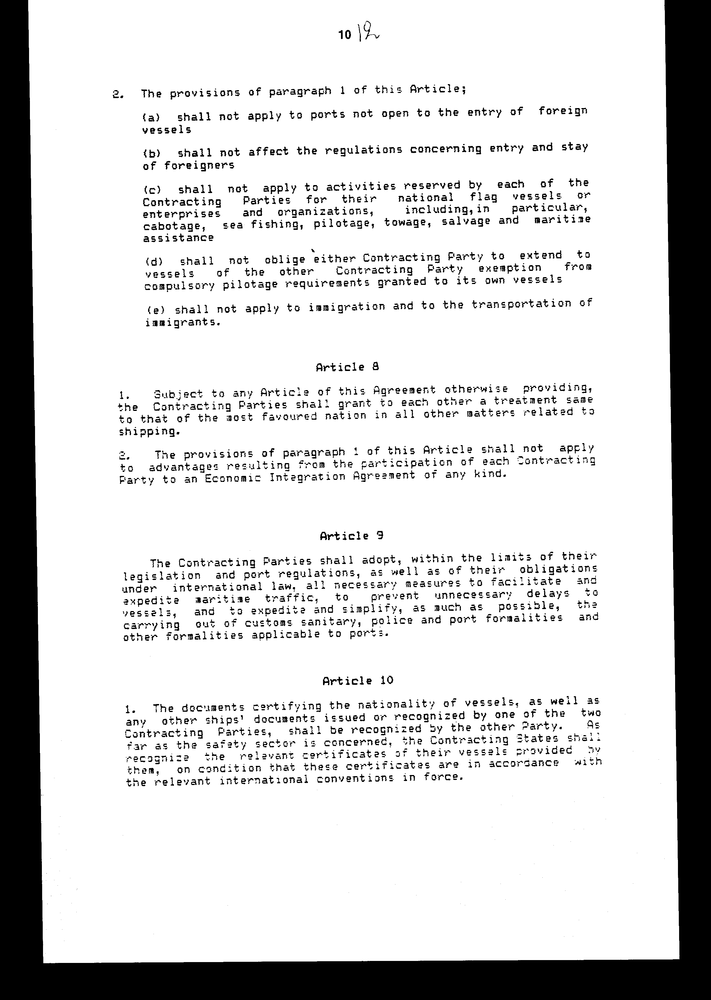 10 12
2. The provisions of paragraph 1 of this Article;
(a) shall not apply to ports not open to the entry of foreign
vessels
(b) shall not affect the regulations concerning entry and stay
of foreigners
(c) shall not apply to activities reserved by each of the
Contracting Parties for their national flag vessels or
enterprises and organizations, including,in particular,
cabotage, sea fishing, pilotage, towage, salvage and maritime
assistance
(d) shall not oblige either Contracting Party to extend to
vessels of the other Contracting Party exemption from
compulsory pilotage requirements granted to its own vessels
(e) shall not apply to immigration and to the transportation of
immigrants.
Article 8
1. Subject to any Article of this Agreement otherwise providing,
the Contracting Parties shall grant to each other a treatment same
to that of the most favoured nation in all other matters related to
shipping.
2. The provisions of paragraph 1 of this Article shall not apply
to advantages resulting from the participation of each Contracting
Party to an Economic Integration Agreement of any kind.
Article 9
The Contracting Parties shall adopt, within the limits of their
legislation and port regulations, as well as of their obligations
under international law, all necessary measures to facilitate and
expedite maritime traffic, to prevent unnecessary delays to
vessels, and to expedite and simplify, as much as possible, the
carrying out of customs sanitary, police and port formalities and
other formalities applicable to ports.
Article 10
1. The documents certifying the nationality of vessels, as well as
any other ships' documents issued or recognized by one of the two
Contracting Parties, shall be recognized by the other Party. As
far as the safety sector is concerned, the Contracting States shall
recognize the relevant certificates of their vessels provided by
them, on condition that these certificates are in accordance with
the relevant international conventions in force.